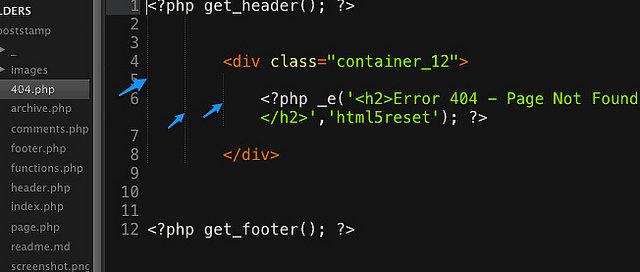 LDERS
ooststamp
_
images
404.php
archive.php
comments.php
footer.php
functions.php
header.php
index.php
page.php
readme.md
screenshot.png
1 <?php get_header(); ?>
2
3
4 <div class="container_12">
5
6 <?php _e('<h2>Error 404 - Page Not Found
</h2>','html5reset'); ?>
7
8 </div>
9
10
11
12 <?php get_footer(); ?>